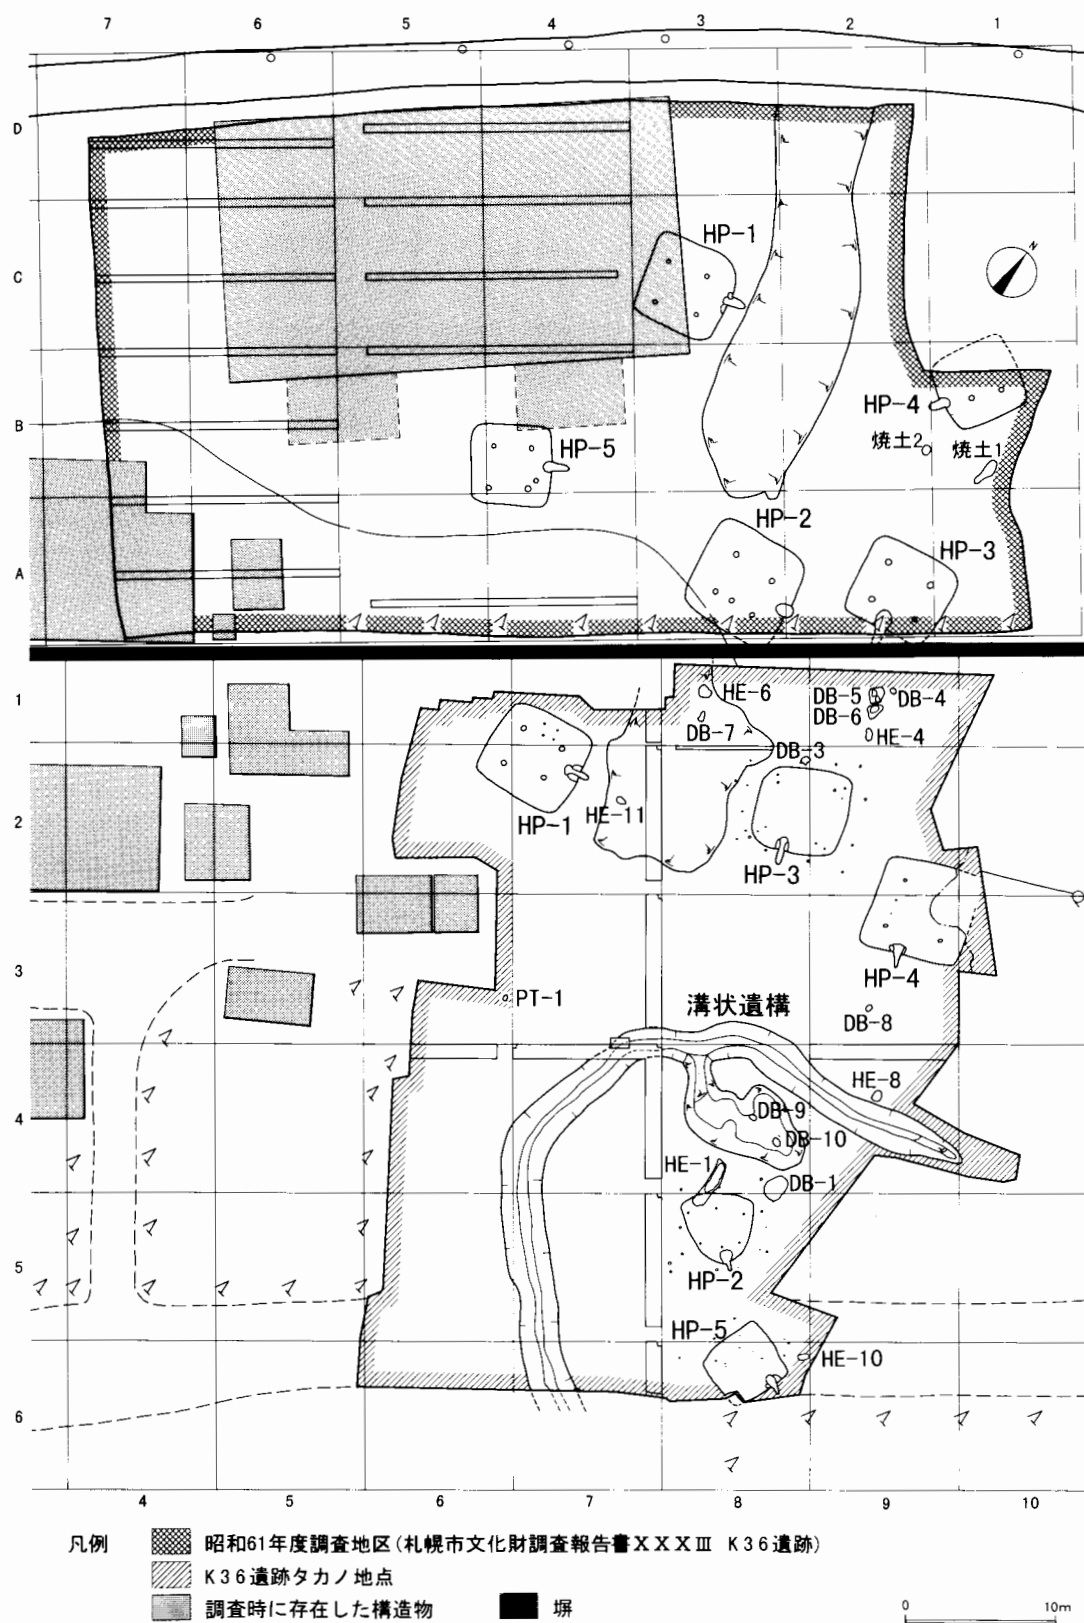 7 6 5 4 3 2 1
D
N
HP-1
C
HP-4
B
HP-5
焼土2
焼土1
HP-2
HP-3
A
1
HE-6
DB-5
DB-4
DB-6
DB-7
HE-4
DB-3
2
HE-11
HP-1
HP-3
3
HP-4
PT-1
溝状遺構
DB-8
HE-8
4
DB-9
DB-10
HE-1
DB-1
5
HP-2
HP-5
HE-10
6
4 5 6 7 8 9 10
凡例
昭和61年度調査地区(札幌市文化財調査報告書XXXⅢ K36遺跡)
K36遺跡タカノ地点
調査時に存在した構造物
塀
0 10m